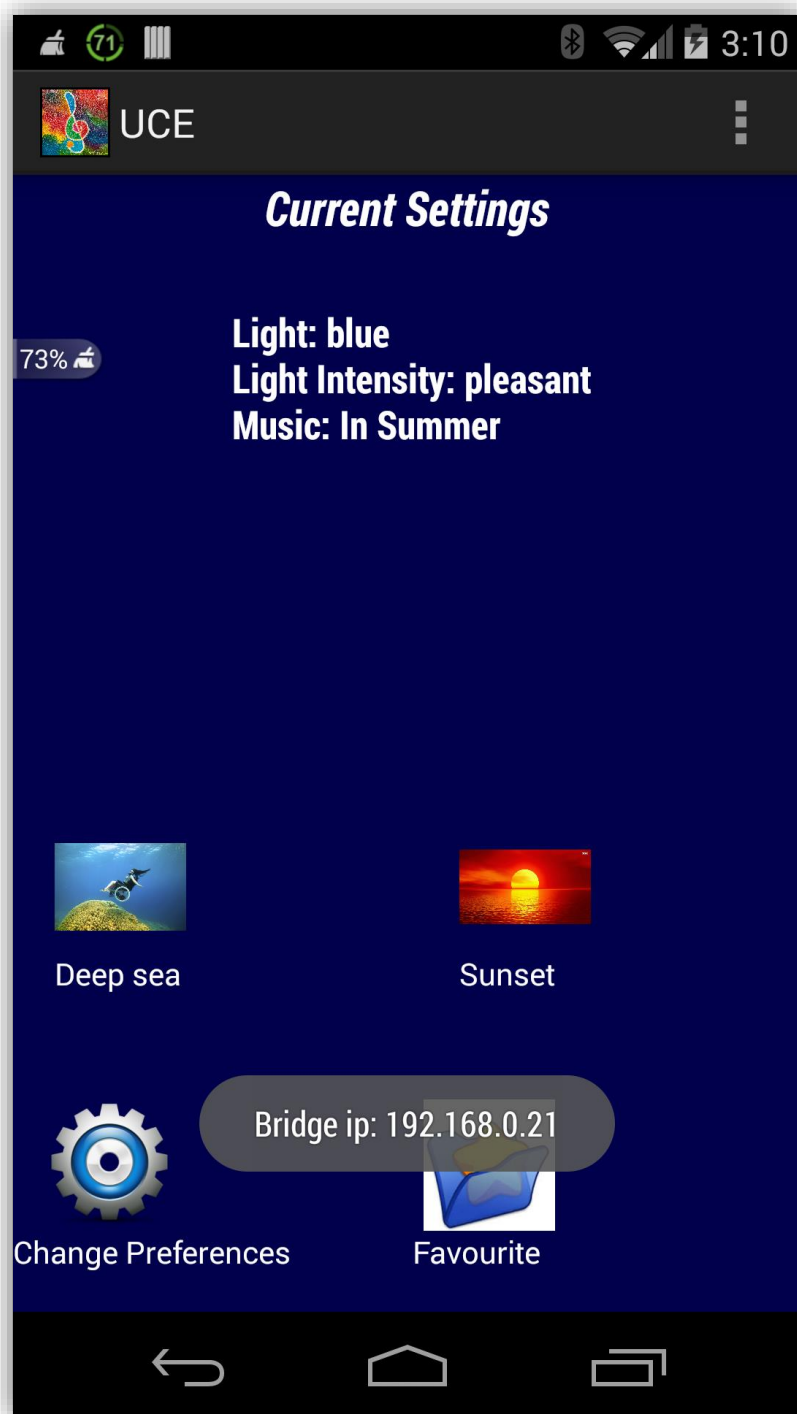 71
3:10
UCE
Current Settings
73%
Light: blue
Light Intensity: pleasant
Music: In Summer
Deep sea
Sunset
Bridge ip: 192.168.0.21
Change Preferences
Favourite